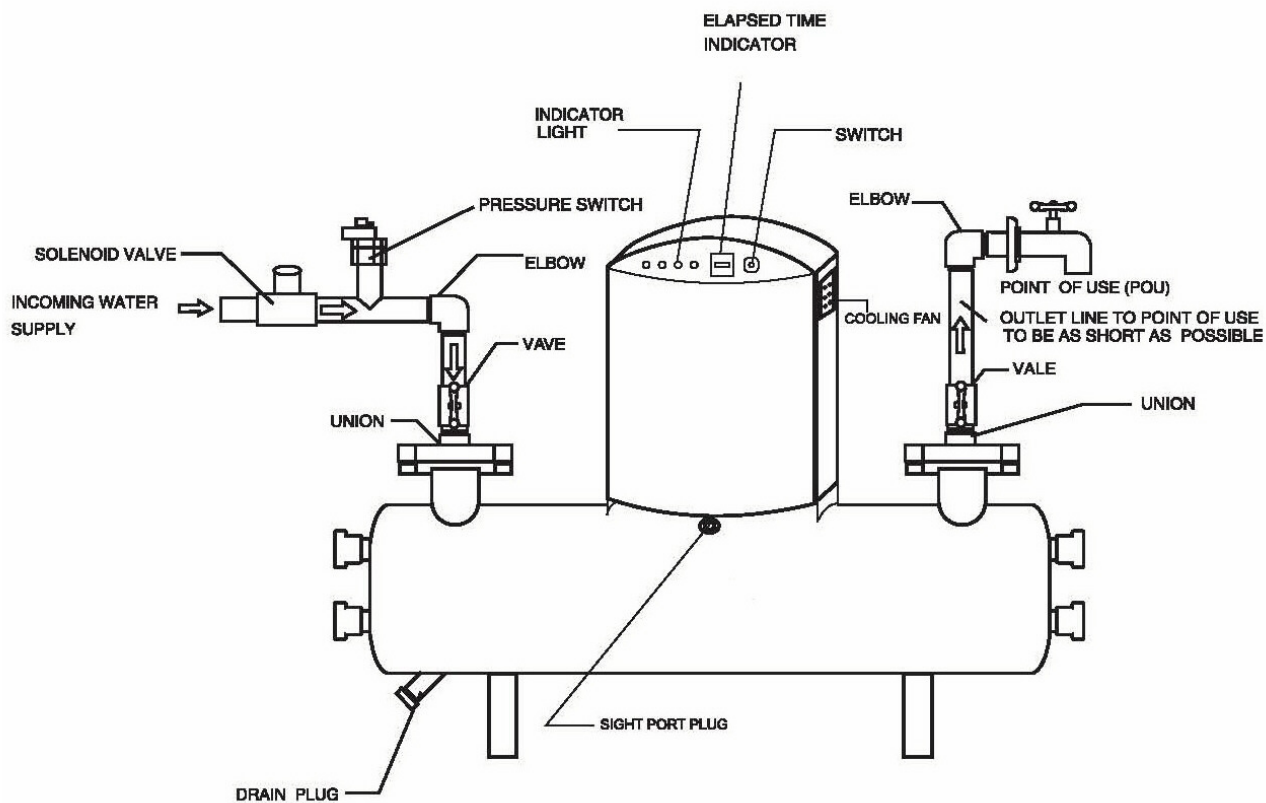 ELAPSED TIME
INDICATOR
INDICATOR
LIGHT
SWITCH
PRESSURE SWITCH
ELBOW
SOLENOID VALVE
ELBOW
INCOMING WATER
SUPPLY
POINT OF USE (POU)
COOLING FAN
OUTLET LINE TO POINT OF USE
TO BE AS SHORT AS POSSIBLE
VAVE
VALE
UNION
UNION
SIGHT PORT PLUG
DRAIN PLUG